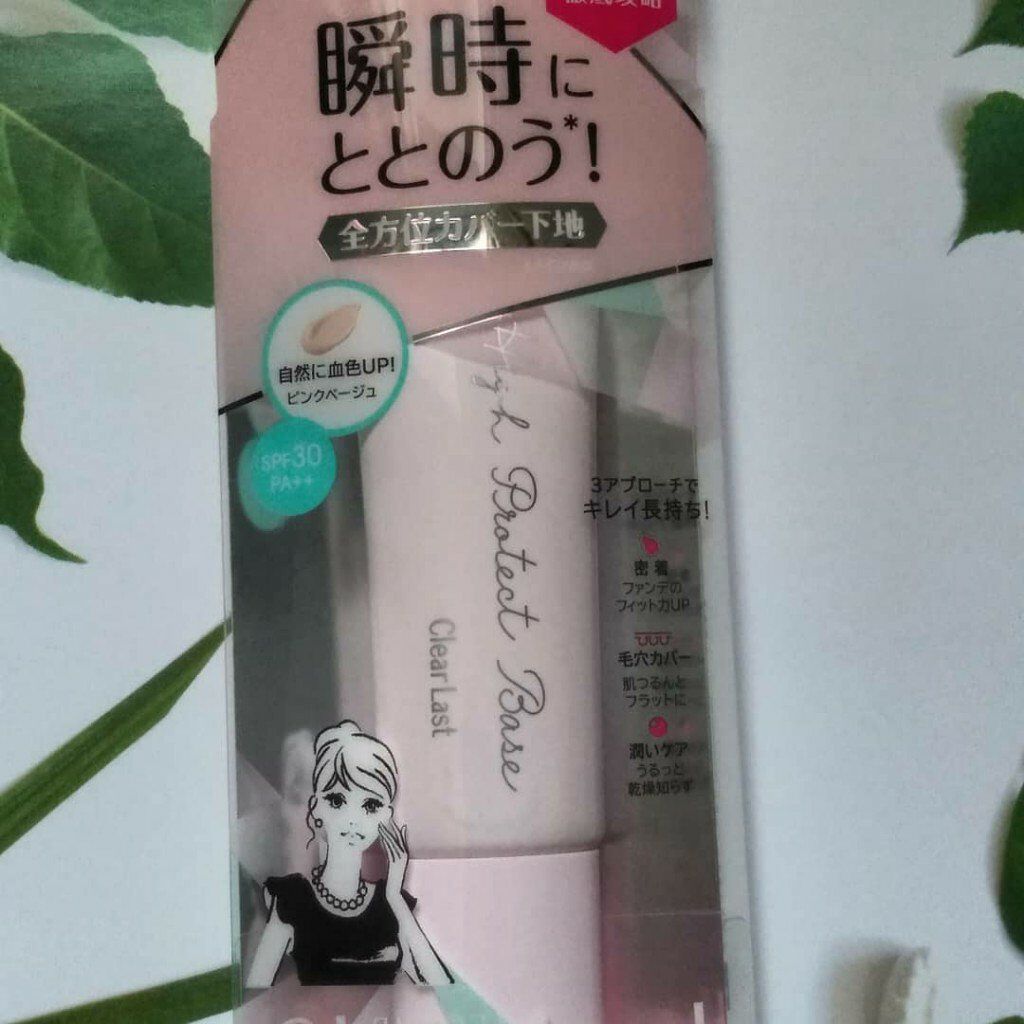 瞬時に
ととのう*!
全方位カバー下地
自然に血色UP!
ピンクベージュ
SPF30
PA++
High Protect Base
ClearLast
3アプローチで
キレイ長持ち!
密着
ファンデの
フィット力UP
毛穴カバー
肌つるんと
フラットに
潤いケア
うるっと
乾燥知らず